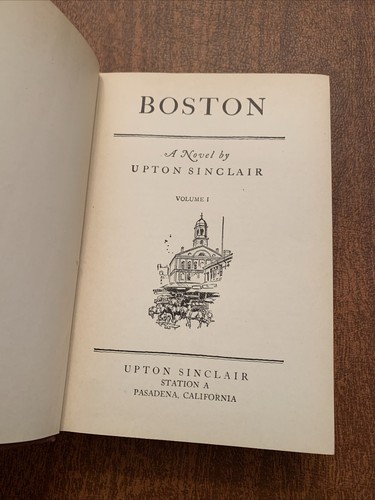 BOSTON
A Novel by
UPTON SINCLAIR
VOLUME I
UPTON SINCLAIR
STATION A
PASADENA, CALIFORNIA